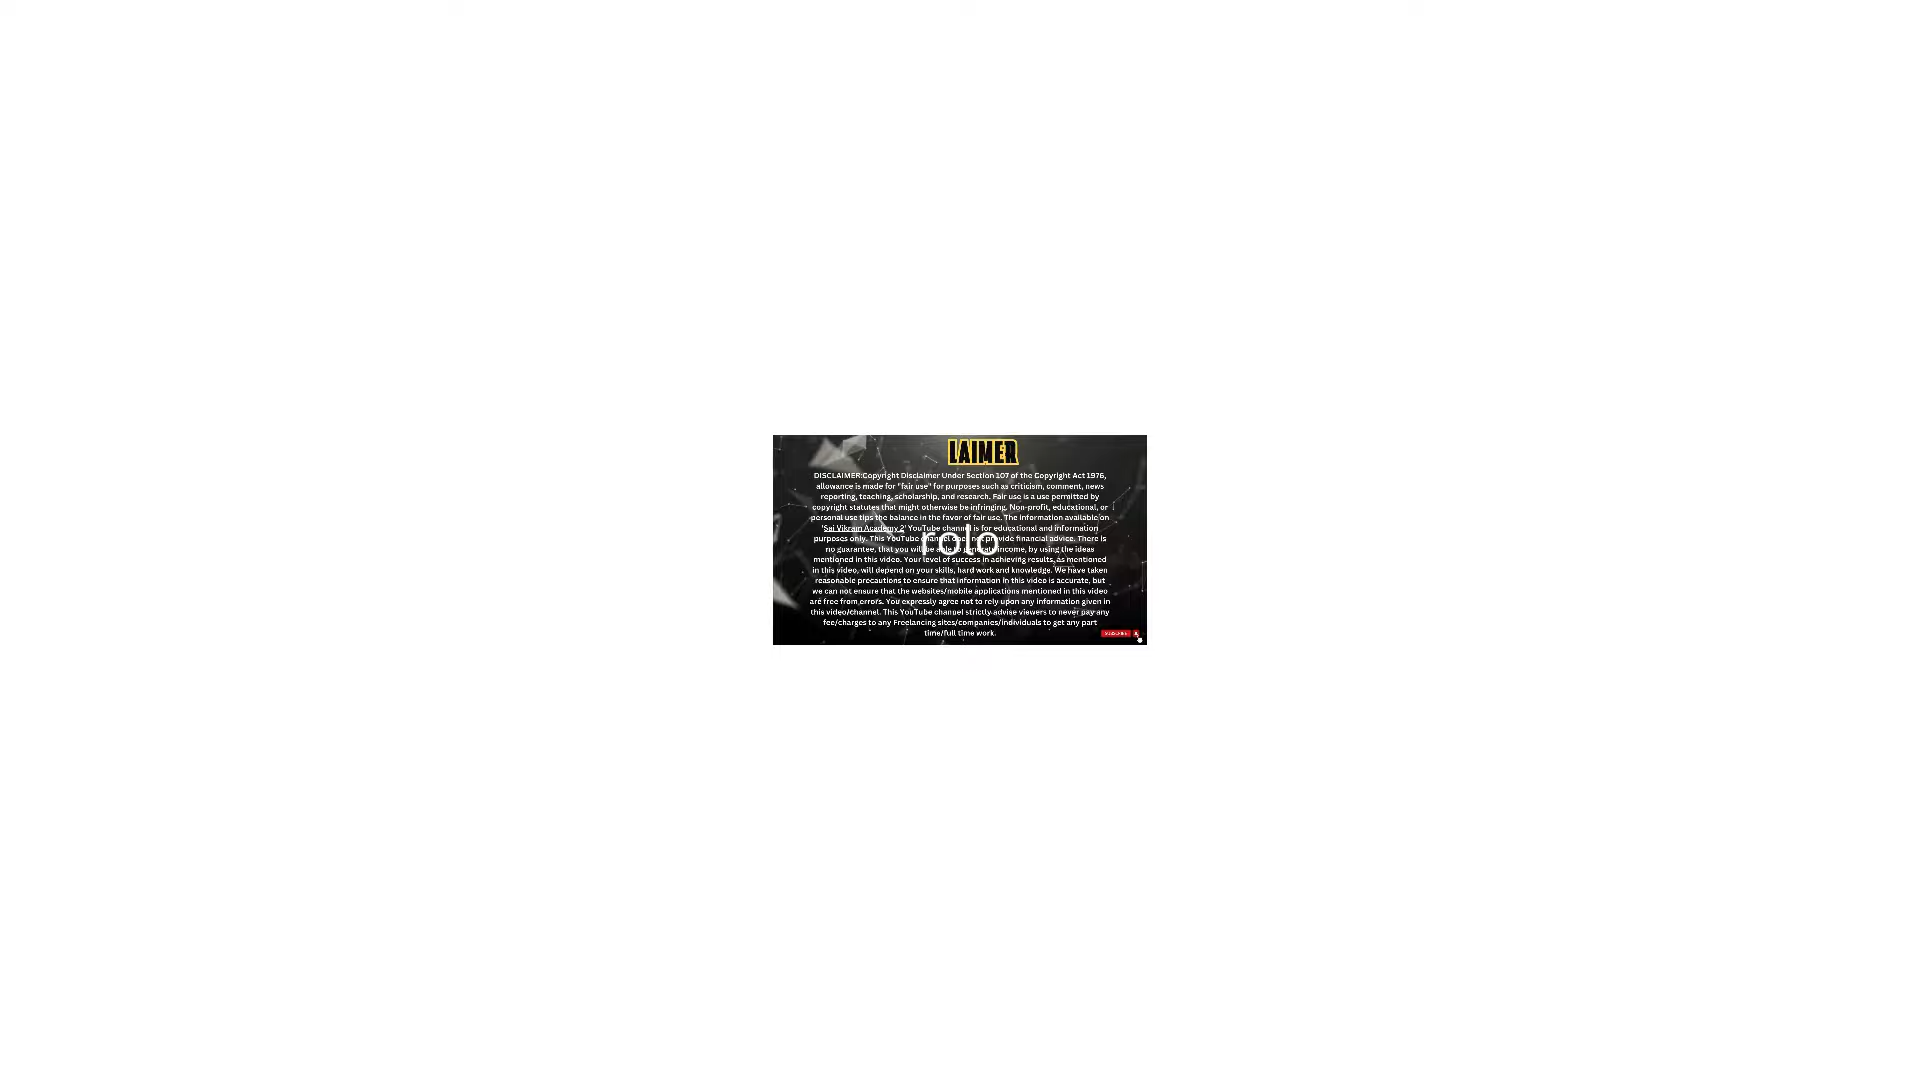 LAIMER
DISCLAIMER:Copyright Disclaimer Under Section 107 of the Copyright Act 1976,
allowance is made for "fair use" for purposes such as criticism, comment, news
reporting, teaching, scholarship, and research. Fair use is a use permitted by
copyright statutes that might otherwise be infringing. Non-profit, educational, or
personal use tips the balance in the favor of fair use. The information available on
'Sai Vikram Academy 2' YouTube channel is for educational and information
purposes only. This YouTube channel does not provide financial advice. There is
no guarantee, that you will be able to generate income, by using the ideas
mentioned in this video. Your level of success in achieving results, as mentioned
in this video, will depend on your skills, hard work and knowledge. We have taken
reasonable precautions to ensure that information in this video is accurate, but
we can not ensure that the websites/mobile applications mentioned in this video
are free from errors. You expressly agree not to rely upon any information given in
this video/channel. This YouTube channel strictly advise viewers to never pay any
fee/charges to any Freelancing sites/companies/individuals to get any part
time/full time work.
rolo
SUBSCRIBE